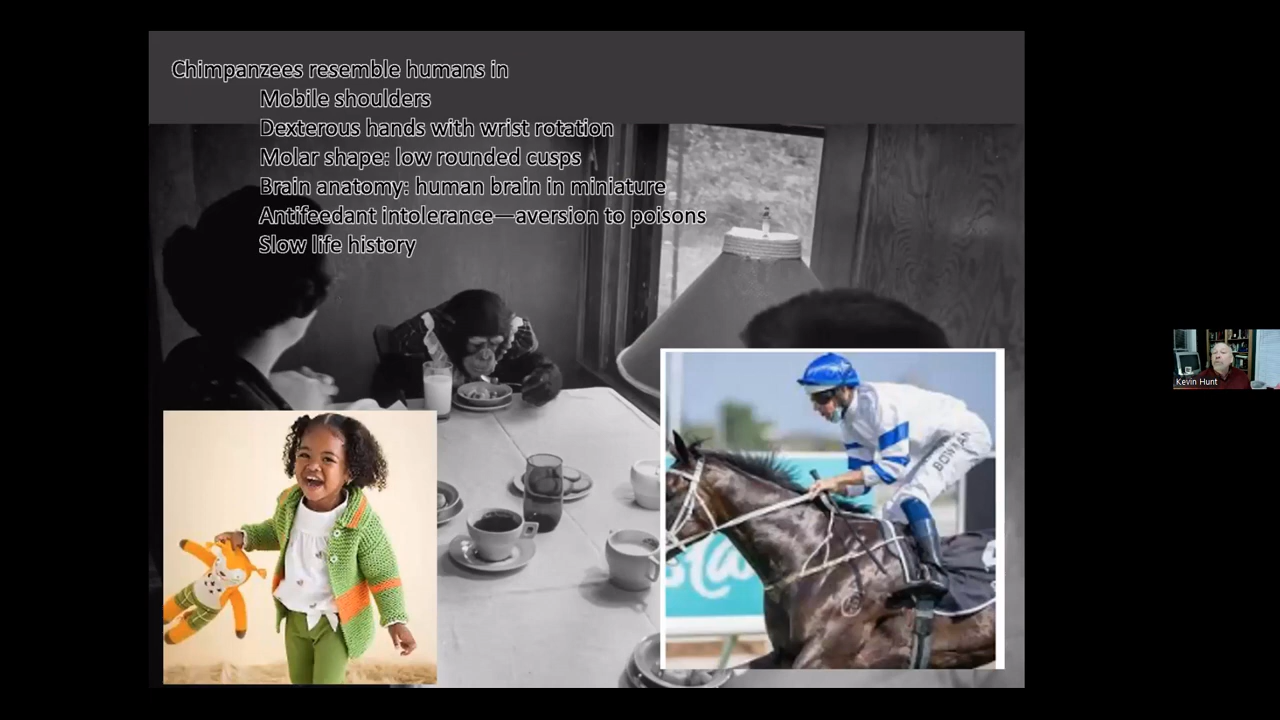 Chimpanzees resemble humans in
Mobile shoulders
Dexterous hands with wrist rotation
Molar shape: low rounded cusps
Brain anatomy: human brain in miniature
Antifeedant intolerance—aversion to poisons
Slow life history
Kevin Hunt